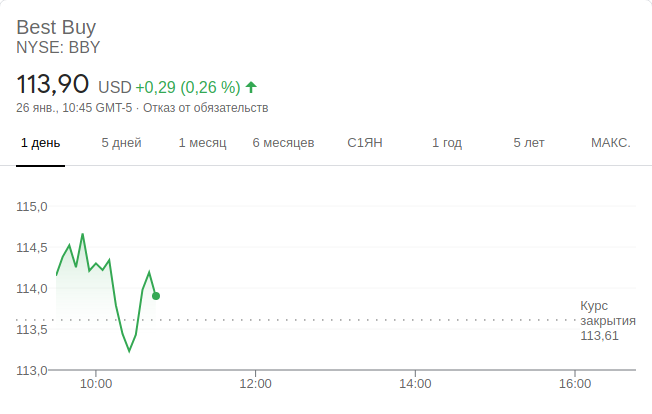 Best Buy
NYSE: BBY
113,90 USD +0,29 (0,26 %)
26 янв., 10:45 GMT-5 · Отказ от обязательств
1 день 5 дней 1 месяц 6 месяцев С1ЯН 1 год 5 лет МАКС.
115,0
114,5
114,0
113,5
113,0
Курс
закрытия
113,61
10:00 12:00 14:00 16:00